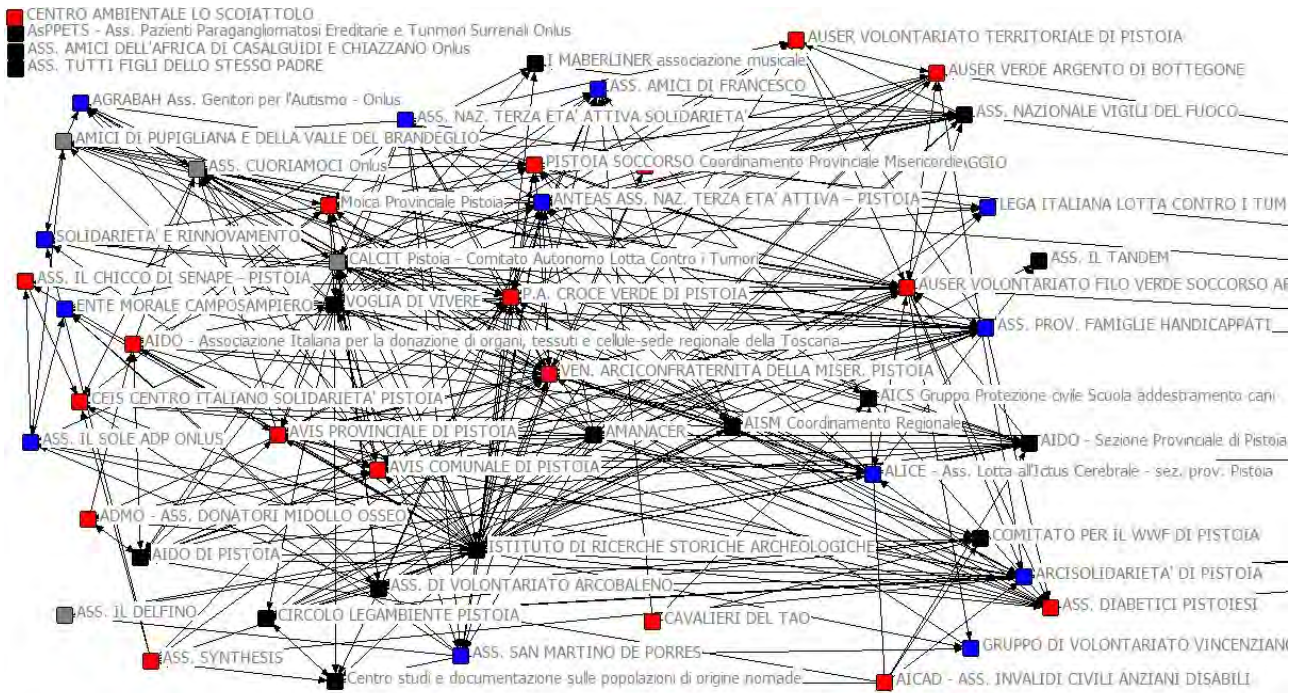 CENTRO AMBIENTALE LO SCOIATTOLO
AsPPETS - Ass. Pazienti Paragangliomatosi Ereditarie e Tunmori Surrenali Onlus
ASS. AMICI DELL'AFRICA DI CASALGUIDI E CHIAZZANO Onlus
ASS. TUTTI FIGLI DELLO STESSO PADRE
AUSER VOLONTARIATO TERRITORIALE DI PISTOIA
I MABERLINER associazione musicale
AUSER VERDE ARGENTO DI BOTTEGONE
ASS. AMICI DI FRANCESCO
AGRABAH Ass. Genitori per l'Autismo - Onlus
ASS. NAZ. TERZA ETA' ATTIVA SOLIDARIETA'
ASS. NAZIONALE VIGILI DEL FUOCO
AMICI DI PUPIGLIANA E DELLA VALLE DEL BRANDEGLIO
ASS. CUORIAMOCI Onlus
PISTOIA SOCCORSO Coordinamento Provinciale Misericordie
GGIO
Moica Provinciale Pistoia
ANTEAS ASS. NAZ. TERZA ETA' ATTIVA – PISTOIA
LEGA ITALIANA LOTTA CONTRO I TUM
SOLIDARIETA' E RINNOVAMENTO
CALCIT Pistoia - Comitato Autonomo Lotta Contro i Tumori
ASS. IL TANDEM
ASS. IL CHICCO DI SENAPE - PISTOIA
P.A. CROCE VERDE DI PISTOIA
AUSER VOLONTARIATO FILO VERDE SOCCORSO AR
ENTE MORALE CAMPOSAMPIERO
VOGLIA DI VIVERE
ASS. PROV. FAMIGLIE HANDICAPPATI
AIDO - Associazione Italiana per la donazione di organi, tessuti e cellule-sede regionale della Toscana
VEN. ARCICONFRATERNITA DELLA MISER. PISTOIA
CEIS CENTRO ITALIANO SOLIDARIETA' PISTOIA
AICS Gruppo Protezione civile Scuola addestramento cani
ASS. IL SOLE ADP ONLUS
AVIS PROVINCIALE DI PISTOIA
AMANACER
AISM Coordinamento Regionale
AIDO - Sezione Provinciale di Pistoia
AVIS COMUNALE DI PISTOIA
ALICE - Ass. Lotta all'Ictus Cerebrale - sez. prov. Pistoia
ADMO - ASS. DONATORI MIDOLLO OSSEO
AIDO DI PISTOIA
ISTITUTO DI RICERCHE STORICHE ARCHEOLOGICHE
COMITATO PER IL WWF DI PISTOIA
ASS. DI VOLONTARIATO ARCOBALENO
ARCISOLIDARIETA' DI PISTOIA
ASS. IL DELFINO
CIRCOLO LEGAMBIENTE PISTOIA
CAVALIERI DEL TAO
ASS. DIABETICI PISTOIESI
ASS. SYNTHESIS
ASS. SAN MARTINO DE PORRES
GRUPPO DI VOLONTARIATO VINCENZIANO
Centro studi e documentazione sulle popolazioni di origine nomade
AICAD - ASS. INVALIDI CIVILI ANZIANI DISABILI